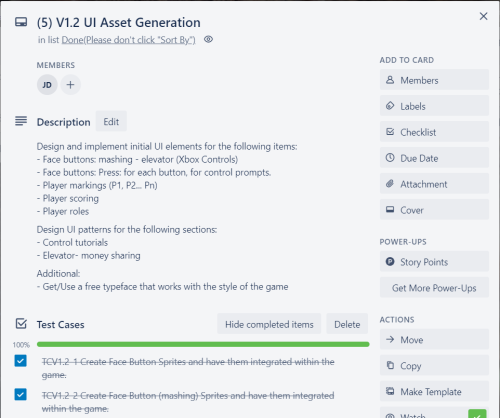 (5) V1.2 UI Asset Generation
in list Done(Please don't click "Sort By")
MEMBERS
JD
+
Description
Edit
Design and implement initial UI elements for the following items:
- Face buttons: mashing - elevator (Xbox Controls)
- Face buttons: Press: for each button, for control prompts.
- Player markings (P1, P2... Pn)
- Player scoring
- Player roles
Design UI patterns for the following sections:
- Control tutorials
- Elevator- money sharing
Additional:
- Get/Use a free typeface that works with the style of the game
Test Cases
Hide completed items
Delete
100%
TCV1.2-1 Create Face Button Sprites and have them integrated within the
game.
TCV1.2-2 Create Face Button (mashing) Sprites and have them integrated
within the game.
ADD TO CARD
Members
Labels
Checklist
Due Date
Attachment
Cover
POWER-UPS
Story Points
Get More Power-Ups
ACTIONS
Move
Copy
Make Template
Watch